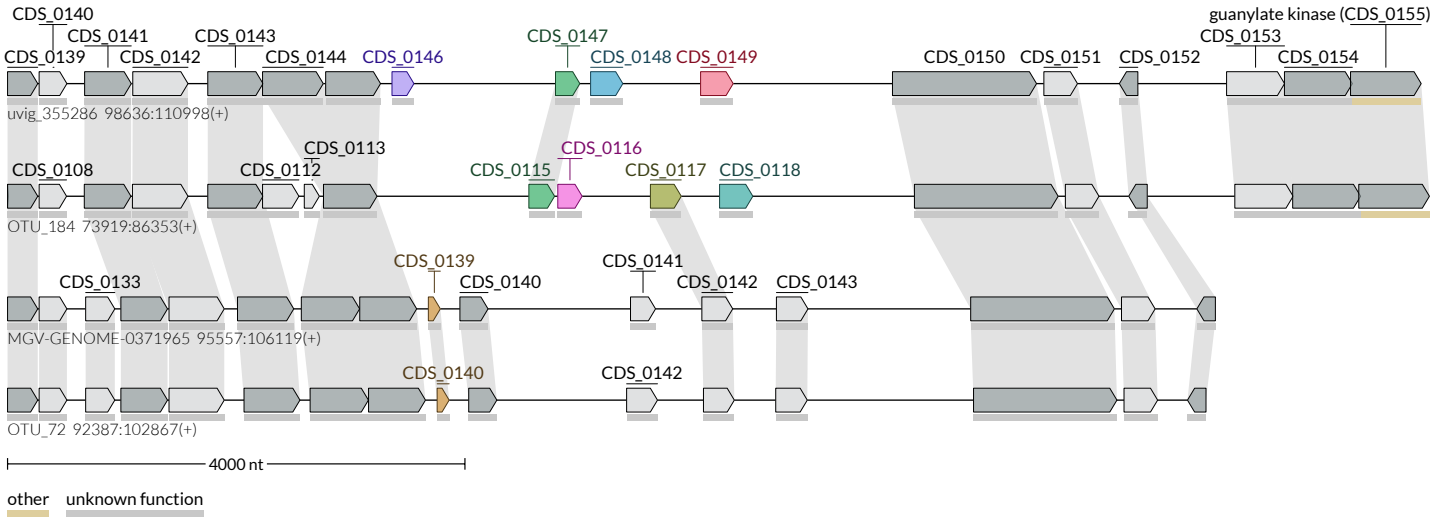 CDS_0140
guanylate kinase (CDS_0155)
CDS_0141 CDS_0143 CDS_0147 CDS_0153
CDS_0139 CDS_0142 CDS_0144 CDS_0146 CDS_0148 CDS_0149 CDS_0150 CDS_0151 CDS_0152 CDS_0154
uvig_355286 98636:110998(+)
CDS_0113 CDS_0116
CDS_0108 CDS_0112 CDS_0115 CDS_0117 CDS_0118
OTU_184 73919:86353(+)
CDS_0139 CDS_0141
CDS_0133 CDS_0140 CDS_0142 CDS_0143
MGV-GENOME-0371965 95557:106119(+)
CDS_0140 CDS_0142
OTU_72 92387:102867(+)
4000 nt
other unknown function